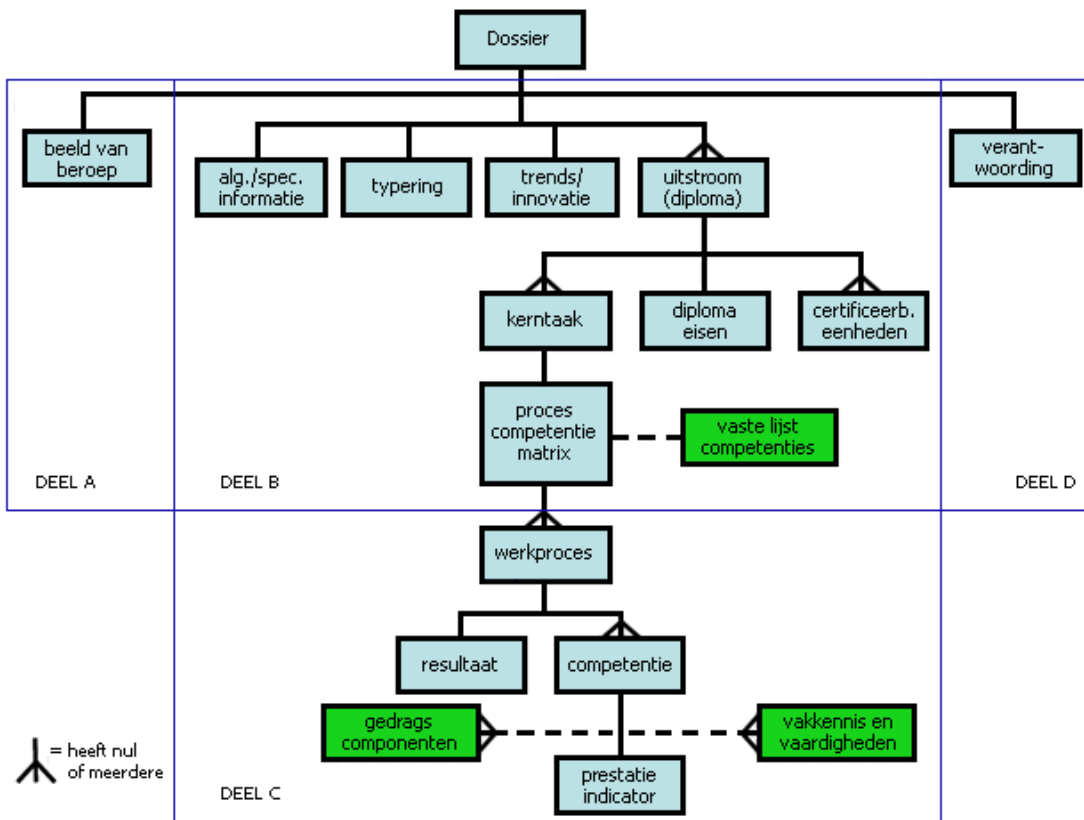 Dossier
beeld van
beroep
alg./spec.
informatie
typering
trends/
innovatie
uitstroom
(diploma)
verant-
woording
kerntaak
diploma
eisen
certificeerb.
eenheden
proces
competentie
matrix
vaste lijst
competenties
DEEL A
DEEL B
DEEL D
werkproces
resultaat
competentie
gedrags
componenten
vakkennis en
vaardigheden
= heeft nul
of meerdere
prestatie
indicator
DEEL C